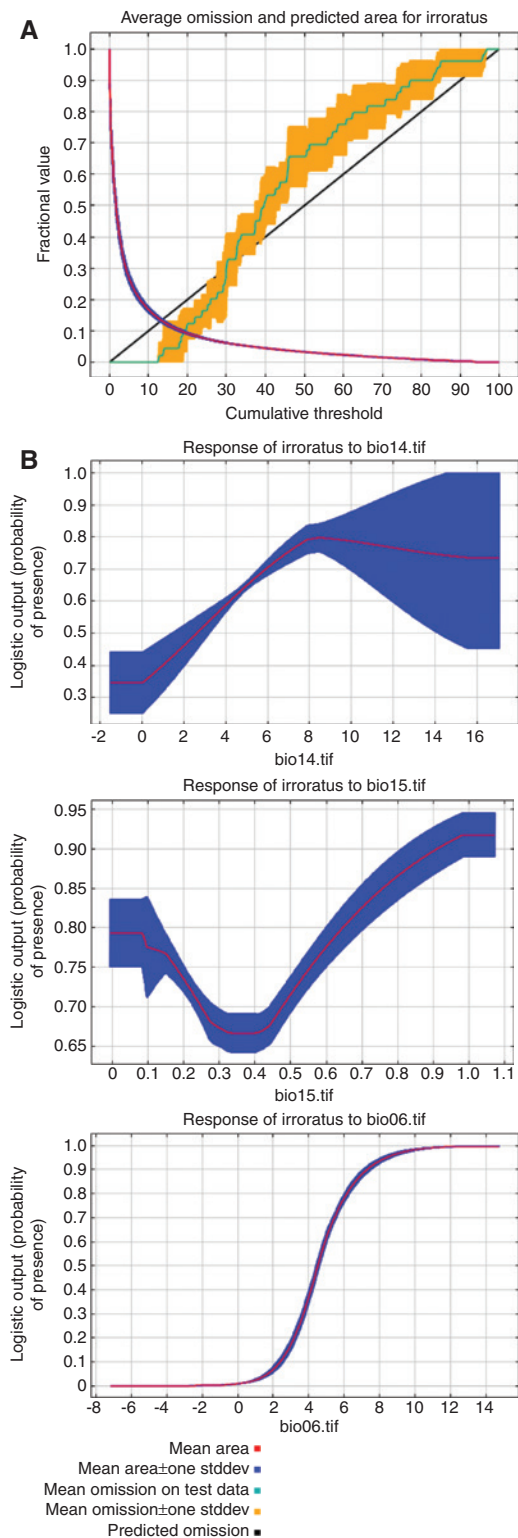 A
Average omission and predicted area for irroratus
Fractional value
1.0
0.9
0.8
0.7
0.6
0.5
0.4
0.3
0.2
0.1
0
0 10 20 30 40 50 60 70 80 90 100
Cumulative threshold
B
Response of irroratus to bio14.tif
Logistic output (probability
of presence)
1.0
0.9
0.8
0.7
0.6
0.5
0.4
0.3
-2 0 2 4 6 8 10 12 14 16
bio14.tif
Response of irroratus to bio15.tif
Logistic output (probability
of presence)
0.95
0.90
0.85
0.80
0.75
0.70
0.65
0 0.1 0.2 0.3 0.4 0.5 0.6 0.7 0.8 0.9 1.0 1.1
bio15.tif
Response of irroratus to bio06.tif
Logistic output (probability
of presence)
1.0
0.9
0.8
0.7
0.6
0.5
0.4
0.3
0.2
0.1
0
-8 -6 -4 -2 0 2 4 6 8 10 12 14
bio06.tif
Mean area
Mean area±one stddev
Mean omission on test data
Mean omission±one stddev
Predicted omission